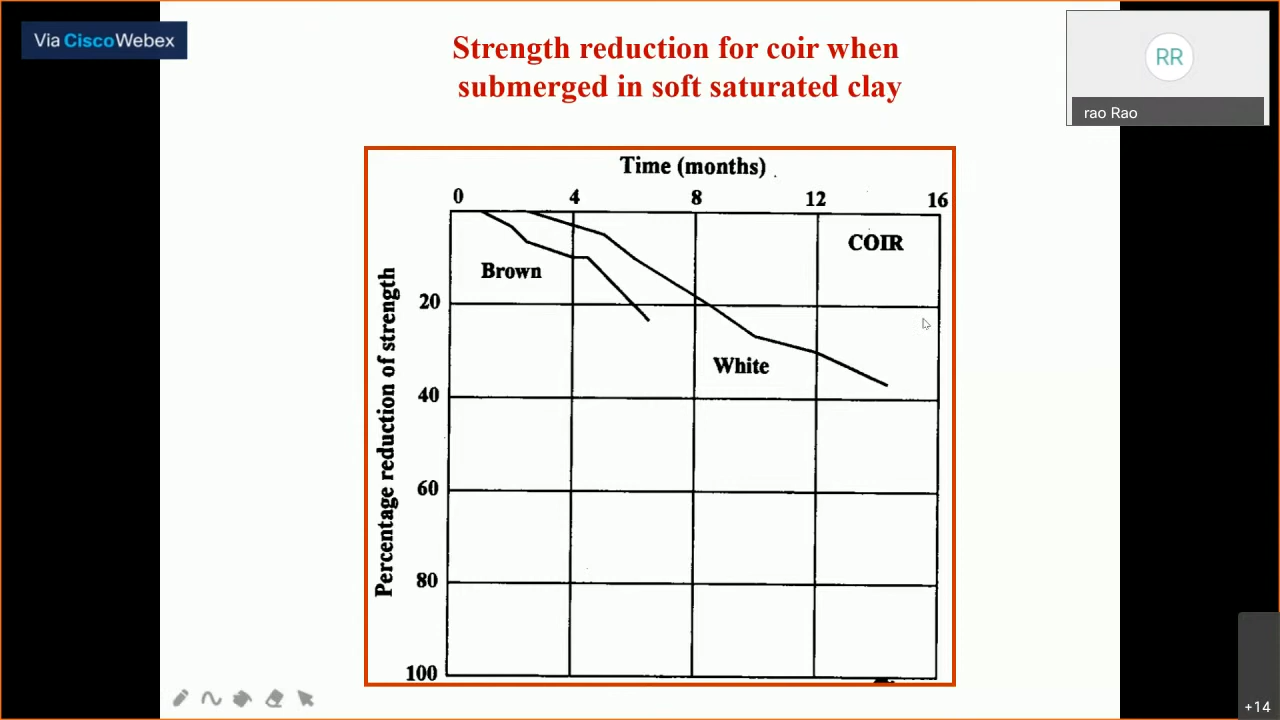 Via CiscoWebex
Strength reduction for coir when
submerged in soft saturated clay
RR
rao Rao
Time (months)
0 4 8 12 16
COIR
Brown
White
Percentage reduction of strength
20
40
60
80
100
+14